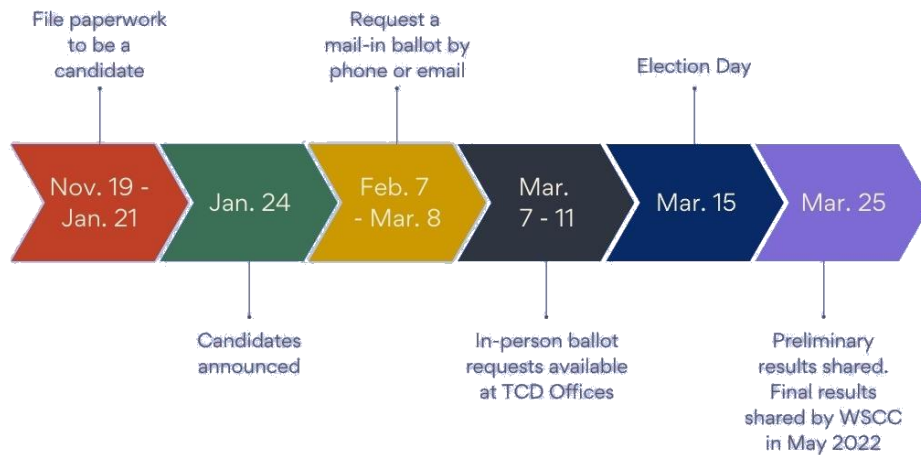 File paperwork
to be a
candidate
Nov. 19 -
Jan. 21
Jan. 24
Candidates
announced
Request a
mail-in ballot by
phone or email
Feb. 7
- Mar. 8
Mar.
7 - 11
In-person ballot
requests available
at TCD Offices
Election Day
Mar. 15
Mar. 25
Preliminary
results shared.
Final results
shared by WSCC
in May 2022